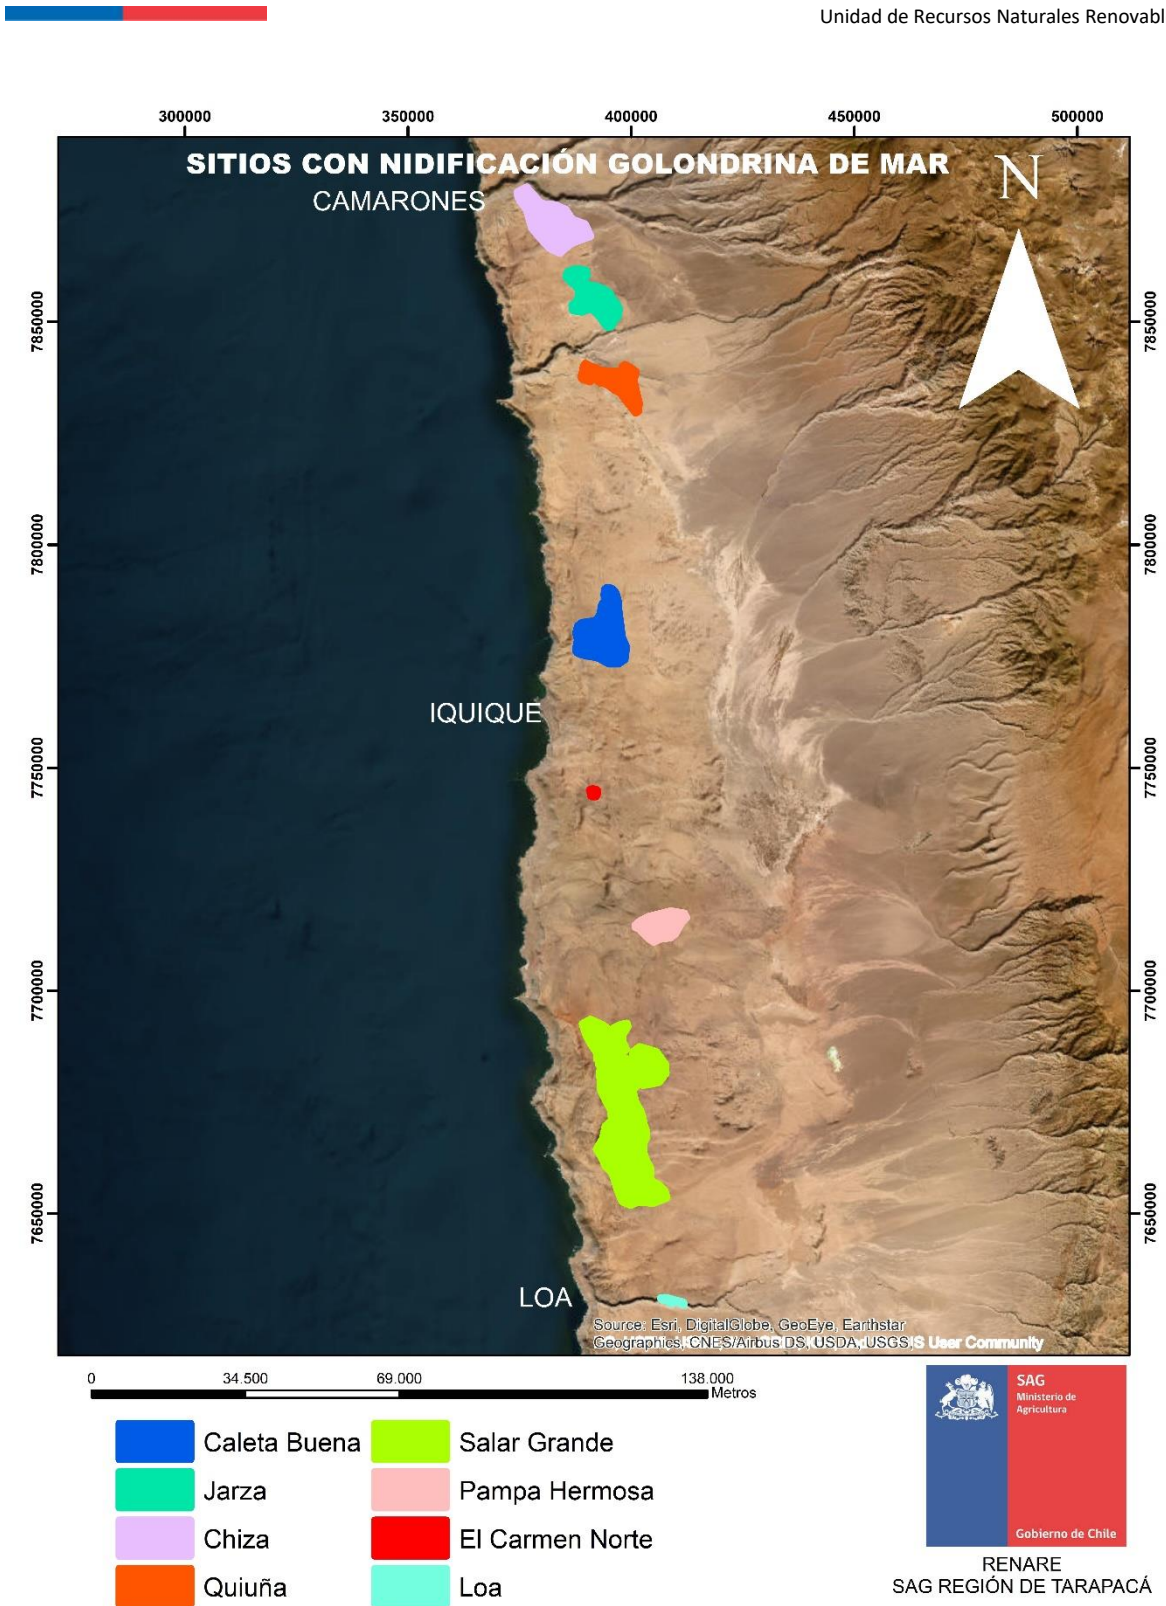 Unidad de Recursos Naturales Renovabl
300000 350000 400000 450000 500000
SITIOS CON NIDIFICACIÓN GOLONDRINA DE MAR
N
CAMARONES
7850000 7850000
7800000 7800000
IQUIQUE
7750000 7750000
7700000 7700000
7650000 7650000
LOA
Source: Esri, DigitalGlobe, GeoEye, Earthstar
Geographics, CNES/Airbus DS, USDA, USGS, IS User Community
0 34.500 69.000 138.000
Metros
Caleta Buena
Jarza
Chiza
Quiuña
Salar Grande
Pampa Hermosa
El Carmen Norte
Loa
SAG
Ministerio de
Agricultura
Gobierno de Chile
RENARE
SAG REGIÓN DE TARAPACÁ